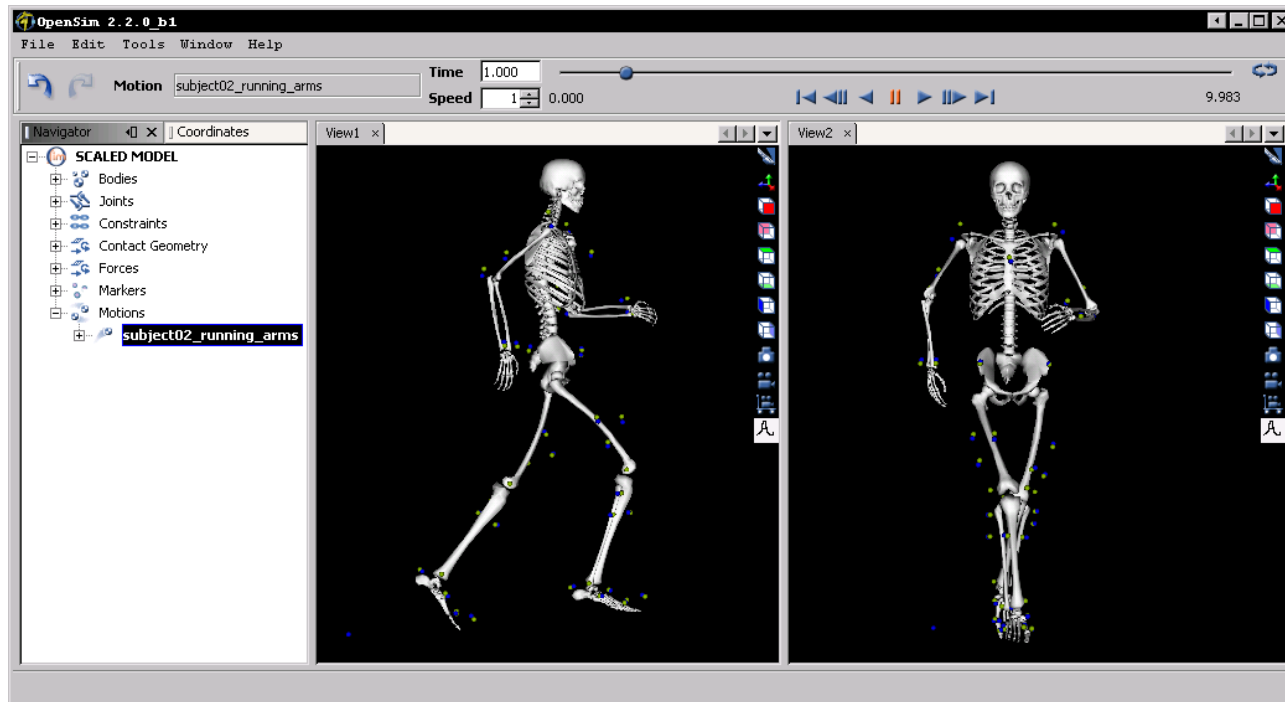 OpenSim 2.2.0_b1
File Edit Tools Window Help
Motion subject02_running_arms Time 1.000
Speed 1 0.000 9.983
Navigator Coordinates View1 View2
SCALED MODEL
Bodies
Joints
Constraints
Contact Geometry
Forces
Markers
Motions
subject02_running_arms